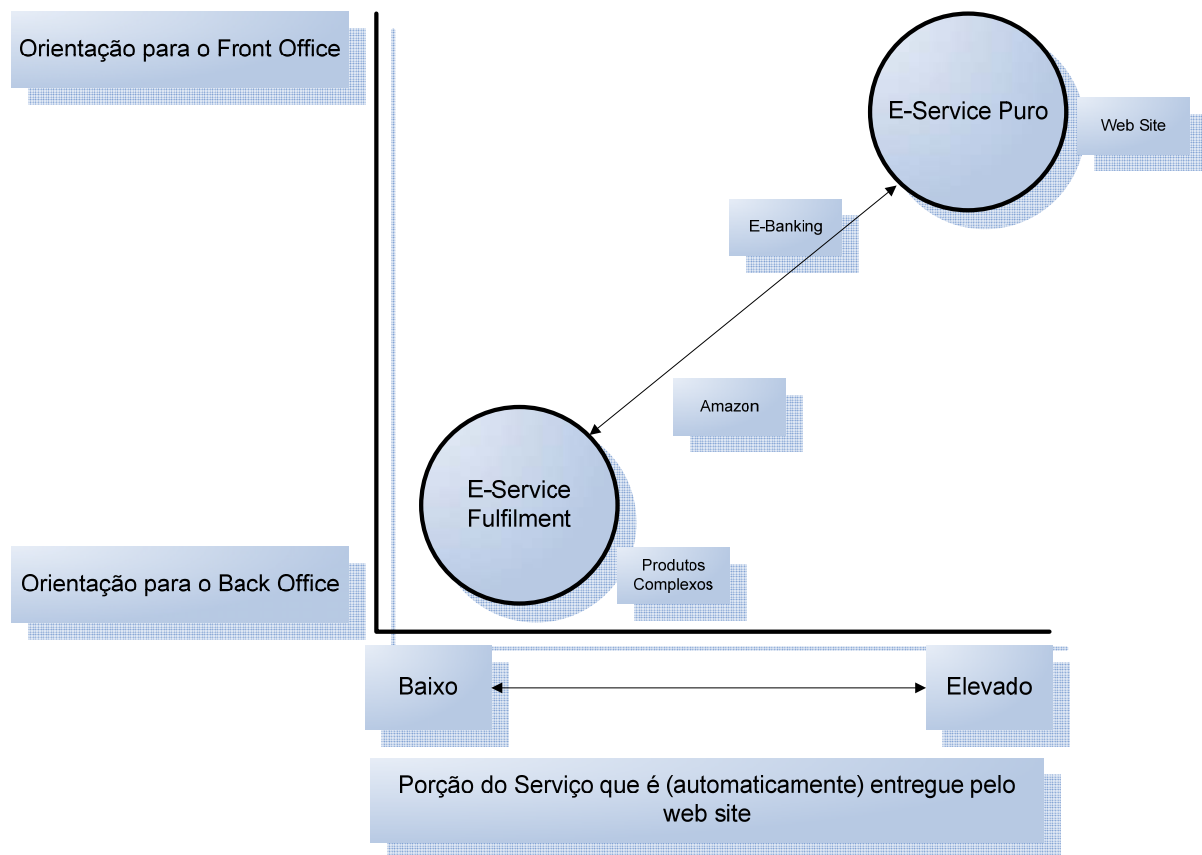 Orientação para o Front Office
E-Service Puro
Web Site
E-Banking
Amazon
E-Service
Fulfilment
Produtos
Complexos
Orientação para o Back Office
Baixo
Elevado
Porção do Serviço que é (automaticamente) entregue pelo
web site